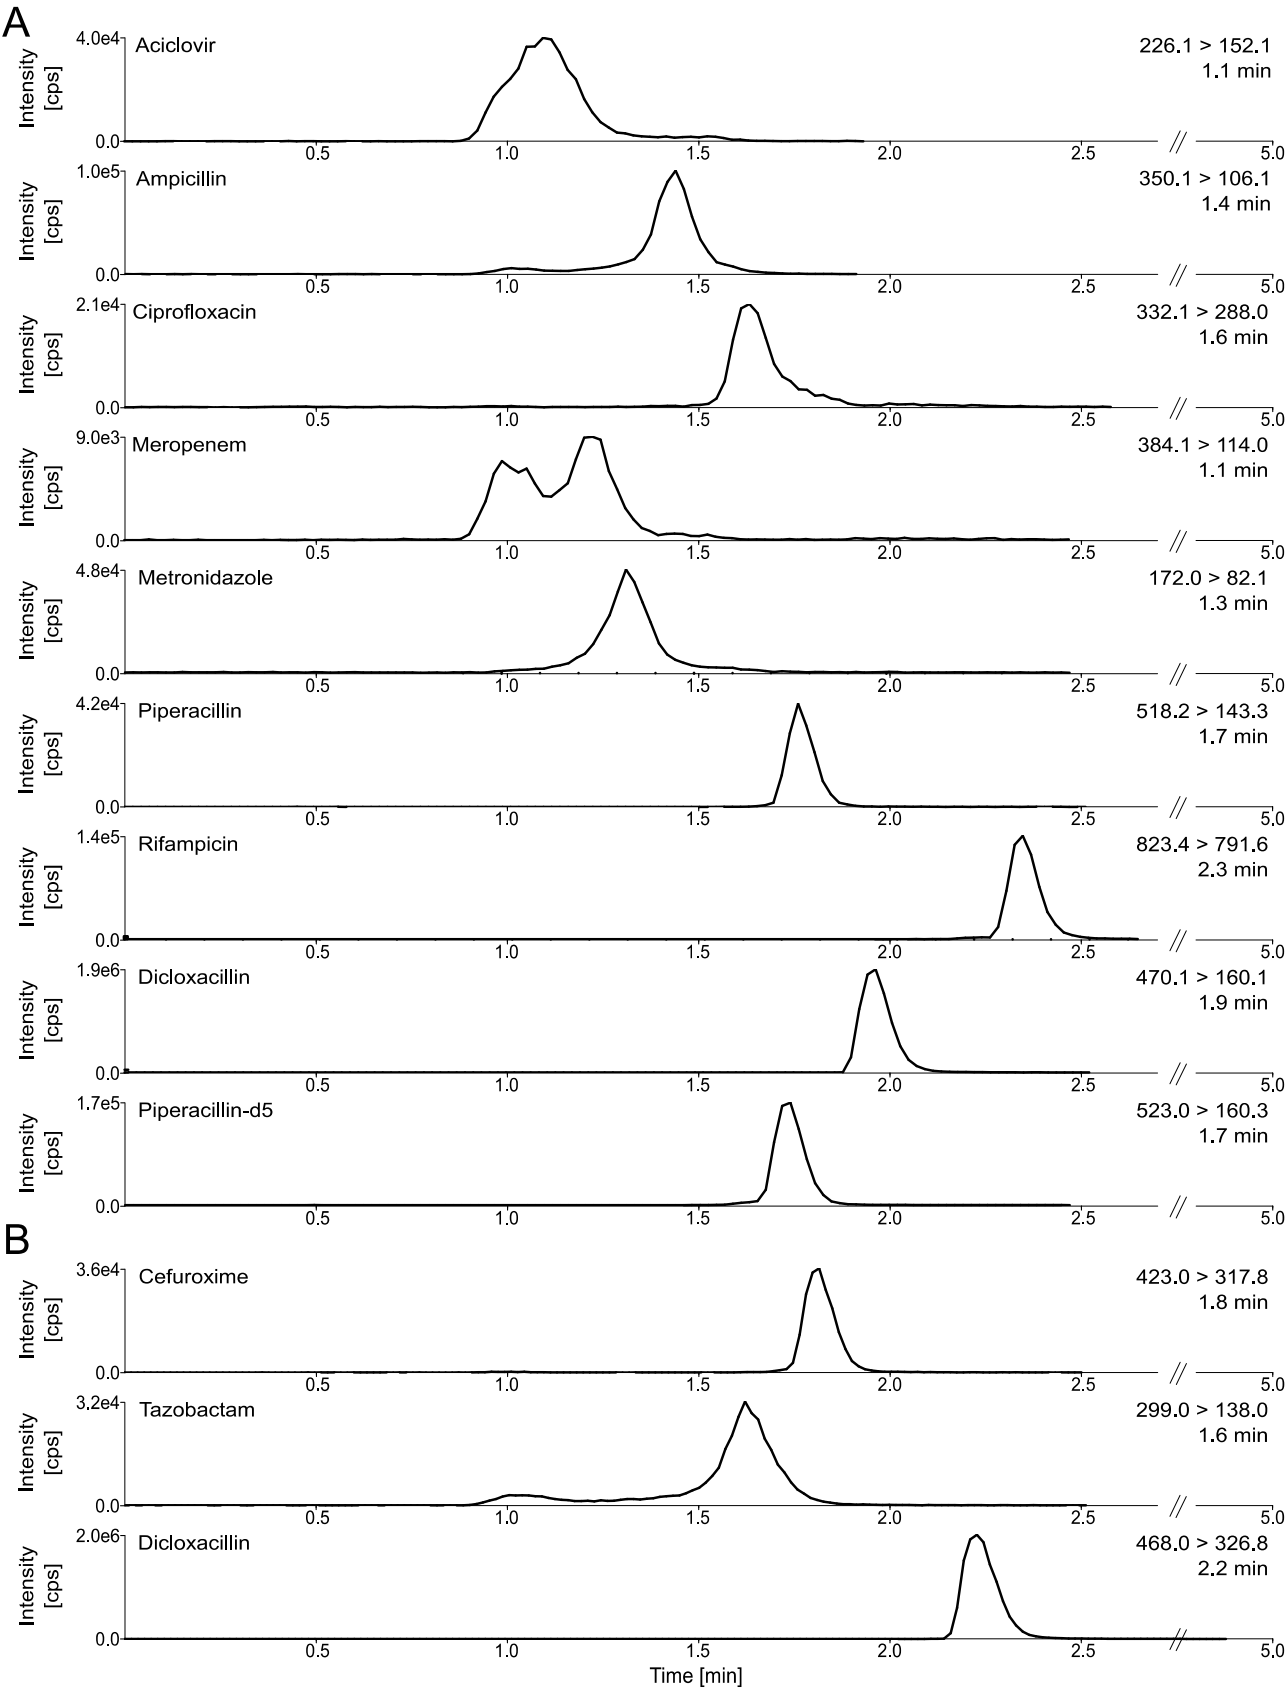 A
Intensity [cps]
4.0e4
Aciclovir
226.1 > 152.1
1.1 min
0.0
0.5 1.0 1.5 2.0 2.5 // 5.0
Intensity [cps]
1.0e5
Ampicillin
350.1 > 106.1
1.4 min
0.0
0.5 1.0 1.5 2.0 2.5 // 5.0
Intensity [cps]
2.1e4
Ciprofloxacin
332.1 > 288.0
1.6 min
0.0
0.5 1.0 1.5 2.0 2.5 // 5.0
Intensity [cps]
9.0e3
Meropenem
384.1 > 114.0
1.1 min
0.0
0.5 1.0 1.5 2.0 2.5 // 5.0
Intensity [cps]
4.8e4
Metronidazole
172.0 > 82.1
1.3 min
0.0
0.5 1.0 1.5 2.0 2.5 // 5.0
Intensity [cps]
4.2e4
Piperacillin
518.2 > 143.3
1.7 min
0.0
0.5 1.0 1.5 2.0 2.5 // 5.0
Intensity [cps]
1.4e5
Rifampicin
823.4 > 791.6
2.3 min
0.0
0.5 1.0 1.5 2.0 2.5 // 5.0
Intensity [cps]
1.9e6
Dicloxacillin
470.1 > 160.1
1.9 min
0.0
0.5 1.0 1.5 2.0 2.5 // 5.0
Intensity [cps]
1.7e5
Piperacillin-d5
523.0 > 160.3
1.7 min
0.0
0.5 1.0 1.5 2.0 2.5 // 5.0
B
Intensity [cps]
3.6e4
Cefuroxime
423.0 > 317.8
1.8 min
0.0
0.5 1.0 1.5 2.0 2.5 // 5.0
Intensity [cps]
3.2e4
Tazobactam
299.0 > 138.0
1.6 min
0.0
0.5 1.0 1.5 2.0 2.5 // 5.0
Intensity [cps]
2.0e6
Dicloxacillin
468.0 > 326.8
2.2 min
0.0
0.5 1.0 1.5 2.0 2.5 // 5.0
Time [min]